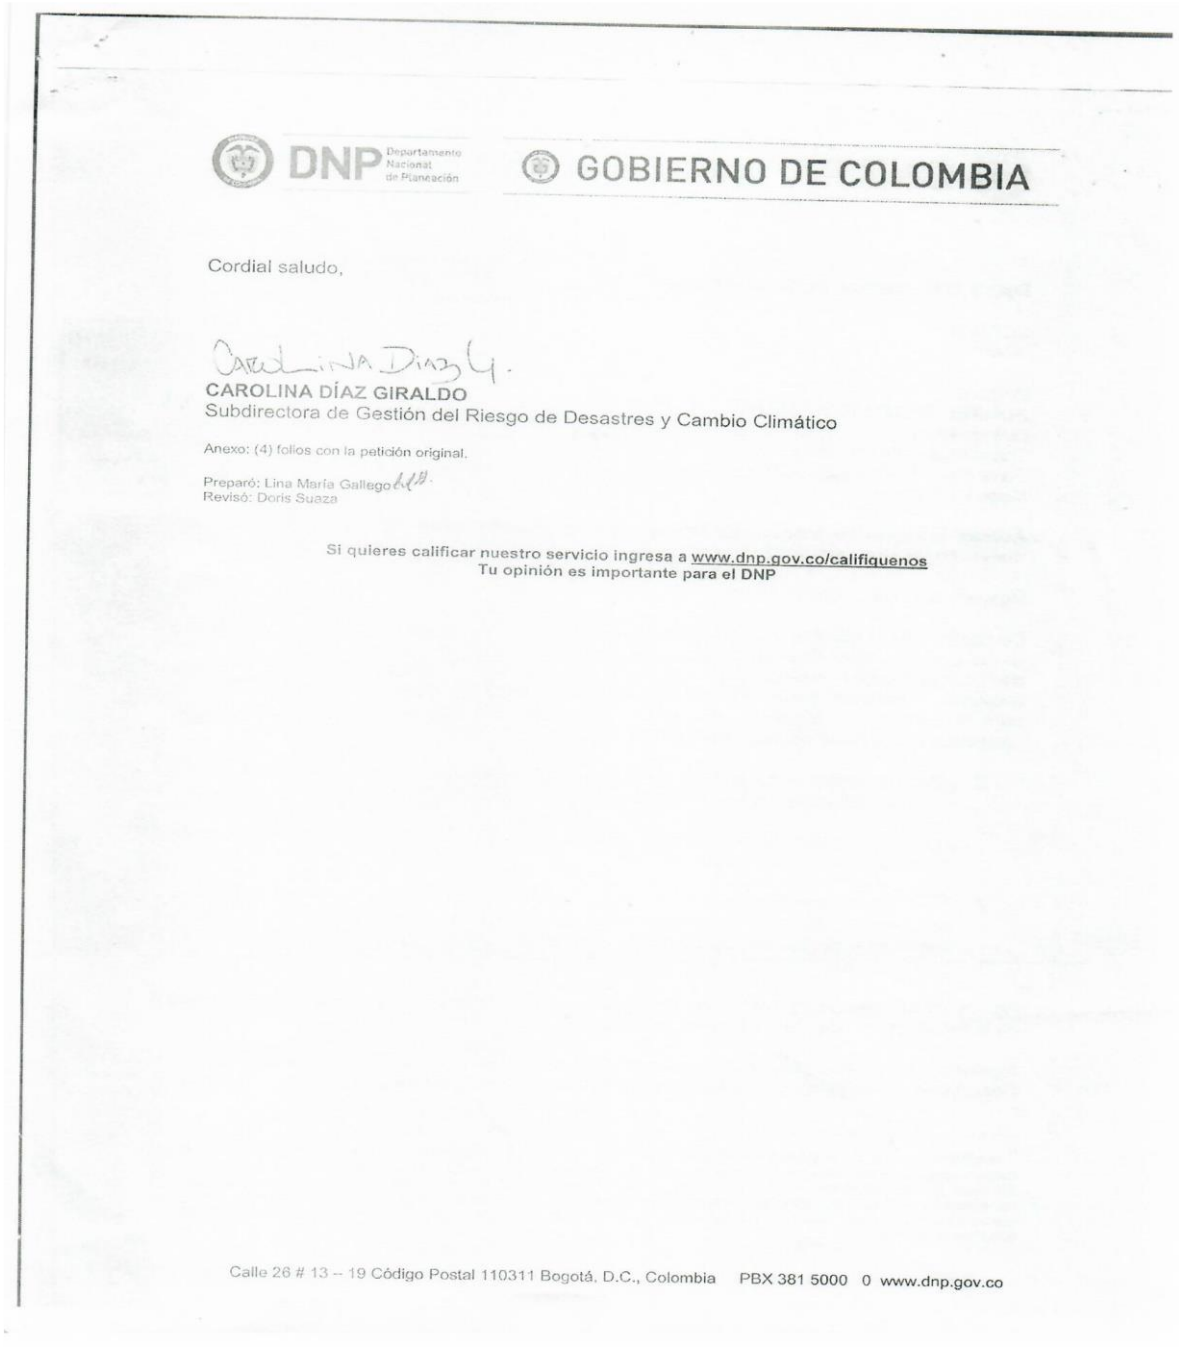 DNP
Departamento
Nacional
de Planeación
GOBIERNO DE COLOMBIA
Cordial saludo,
Carolina Diaz G.
CAROLINA DÍAZ GIRALDO
Subdirectora de Gestión del Riesgo de Desastres y Cambio Climático
Anexo: (4) folios con la petición original.
Preparó: Lina María Gallego
Revisó: Doris Suaza
Si quieres calificar nuestro servicio ingresa a www.dnp.gov.co/califiquenos
Tu opinión es importante para el DNP
Calle 26 # 13 – 19 Código Postal 110311 Bogotá, D.C., Colombia PBX 381 5000 0 www.dnp.gov.co